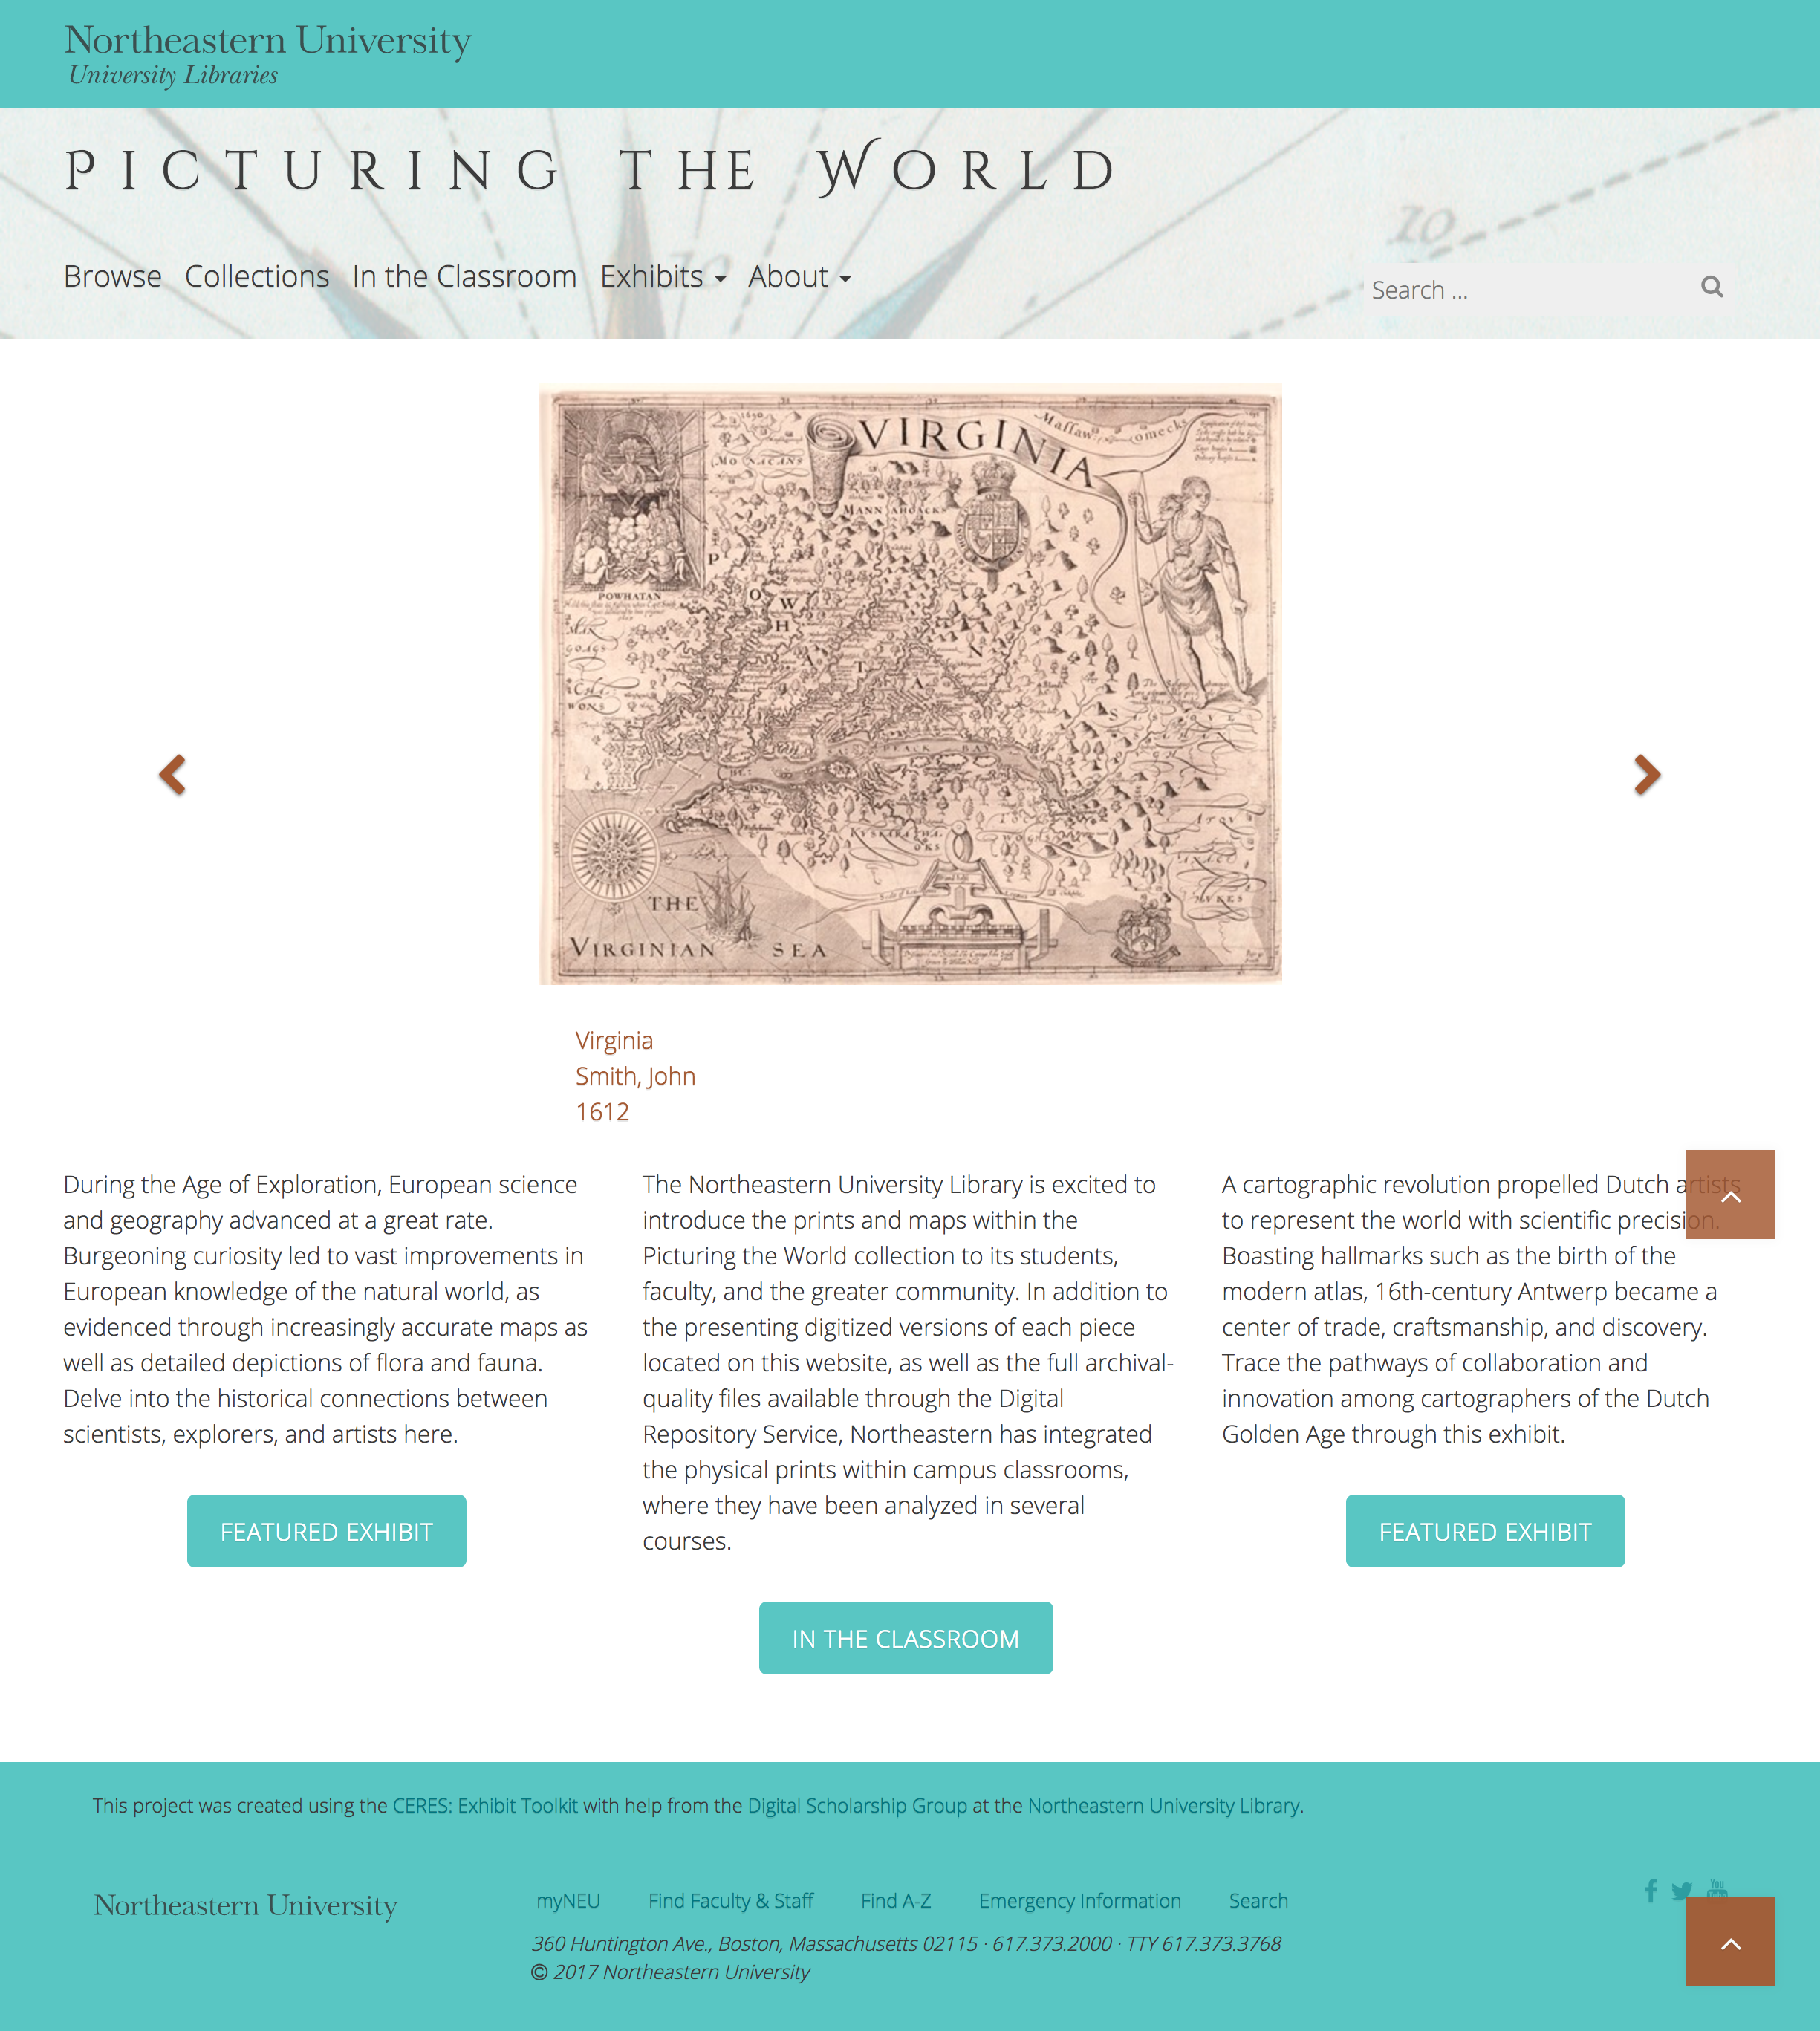 Northeastern University
University Libraries
PICTURING THE WORLD
Browse Collections In the Classroom Exhibits About
Search ...
VIRGINIA
Massaw omecks
MONACANS
MANNAHOACKS
POWHATAN
POWHATAN
THE
VIRGINIAN SEA
Virginia
Smith, John
1612
During the Age of Exploration, European science
and geography advanced at a great rate.
Burgeoning curiosity led to vast improvements in
European knowledge of the natural world, as
evidenced through increasingly accurate maps as
well as detailed depictions of flora and fauna.
Delve into the historical connections between
scientists, explorers, and artists here.
FEATURED EXHIBIT
The Northeastern University Library is excited to
introduce the prints and maps within the
Picturing the World collection to its students,
faculty, and the greater community. In addition to
the presenting digitized versions of each piece
located on this website, as well as the full archival-
quality files available through the Digital
Repository Service, Northeastern has integrated
the physical prints within campus classrooms,
where they have been analyzed in several
courses.
IN THE CLASSROOM
A cartographic revolution propelled Dutch artists
to represent the world with scientific precision.
Boasting hallmarks such as the birth of the
modern atlas, 16th-century Antwerp became a
center of trade, craftsmanship, and discovery.
Trace the pathways of collaboration and
innovation among cartographers of the Dutch
Golden Age through this exhibit.
FEATURED EXHIBIT
This project was created using the CERES: Exhibit Toolkit with help from the Digital Scholarship Group at the Northeastern University Library.
Northeastern University
myNEU Find Faculty & Staff Find A-Z Emergency Information Search
360 Huntington Ave., Boston, Massachusetts 02115 · 617.373.2000 · TTY 617.373.3768
© 2017 Northeastern University